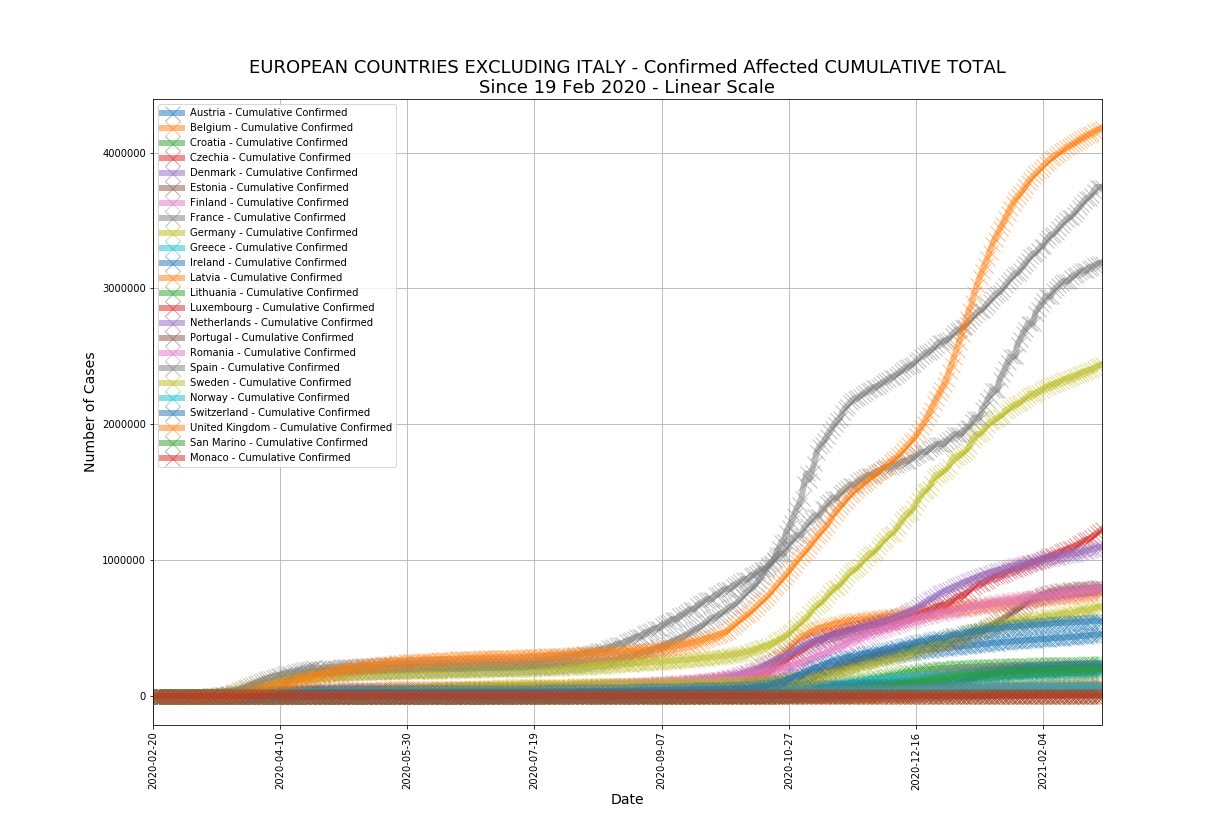 EUROPEAN COUNTRIES EXCLUDING ITALY - Confirmed Affected CUMULATIVE TOTAL
Since 19 Feb 2020 - Linear Scale
Austria - Cumulative Confirmed
Belgium - Cumulative Confirmed
Croatia - Cumulative Confirmed
Czechia - Cumulative Confirmed
Denmark - Cumulative Confirmed
Estonia - Cumulative Confirmed
Finland - Cumulative Confirmed
France - Cumulative Confirmed
Germany - Cumulative Confirmed
Greece - Cumulative Confirmed
Ireland - Cumulative Confirmed
Latvia - Cumulative Confirmed
Lithuania - Cumulative Confirmed
Luxembourg - Cumulative Confirmed
Netherlands - Cumulative Confirmed
Portugal - Cumulative Confirmed
Romania - Cumulative Confirmed
Spain - Cumulative Confirmed
Sweden - Cumulative Confirmed
Norway - Cumulative Confirmed
Switzerland - Cumulative Confirmed
United Kingdom - Cumulative Confirmed
San Marino - Cumulative Confirmed
Monaco - Cumulative Confirmed
Number of Cases
4000000
3000000
2000000
1000000
0
2020-02-20
2020-04-10
2020-05-30
2020-07-19
2020-09-07
2020-10-27
2020-12-16
2021-02-04
Date